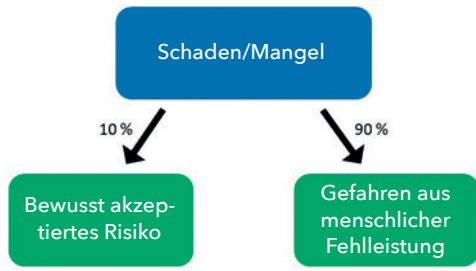 Schaden/Mangel
10 %
90 %
Bewusst akzep-
tiertes Risiko
Gefahren aus
menschlicher
Fehlleistung